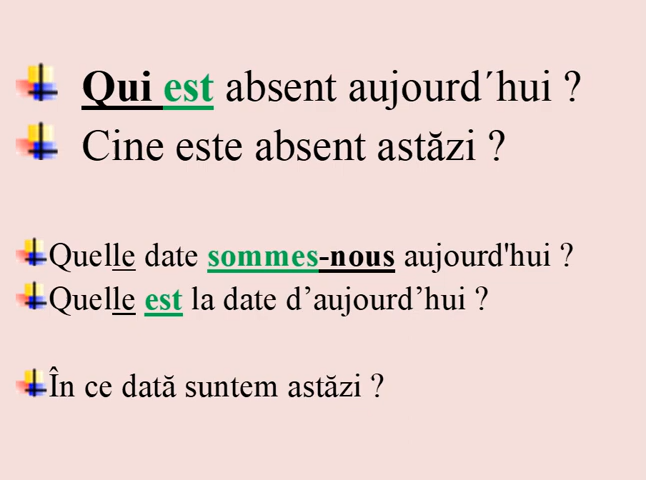 Qui est absent aujourd´hui ?
Cine este absent astăzi ?
Quelle date sommes-nous aujourd'hui ?
Quelle est la date d’aujourd’hui ?
În ce dată suntem astăzi ?